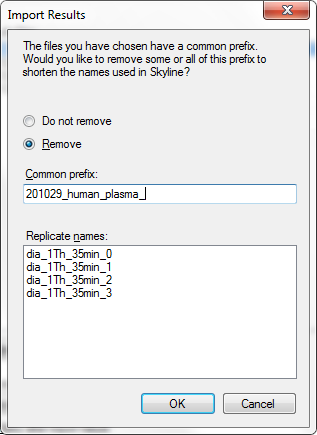 Import Results
The files you have chosen have a common prefix.
Would you like to remove some or all of this prefix to
shorten the names used in Skyline?
Do not remove
Remove
Common prefix:
201029_human_plasma_
Replicate names:
dia_1Th_35min_0
dia_1Th_35min_1
dia_1Th_35min_2
dia_1Th_35min_3
OK
Cancel